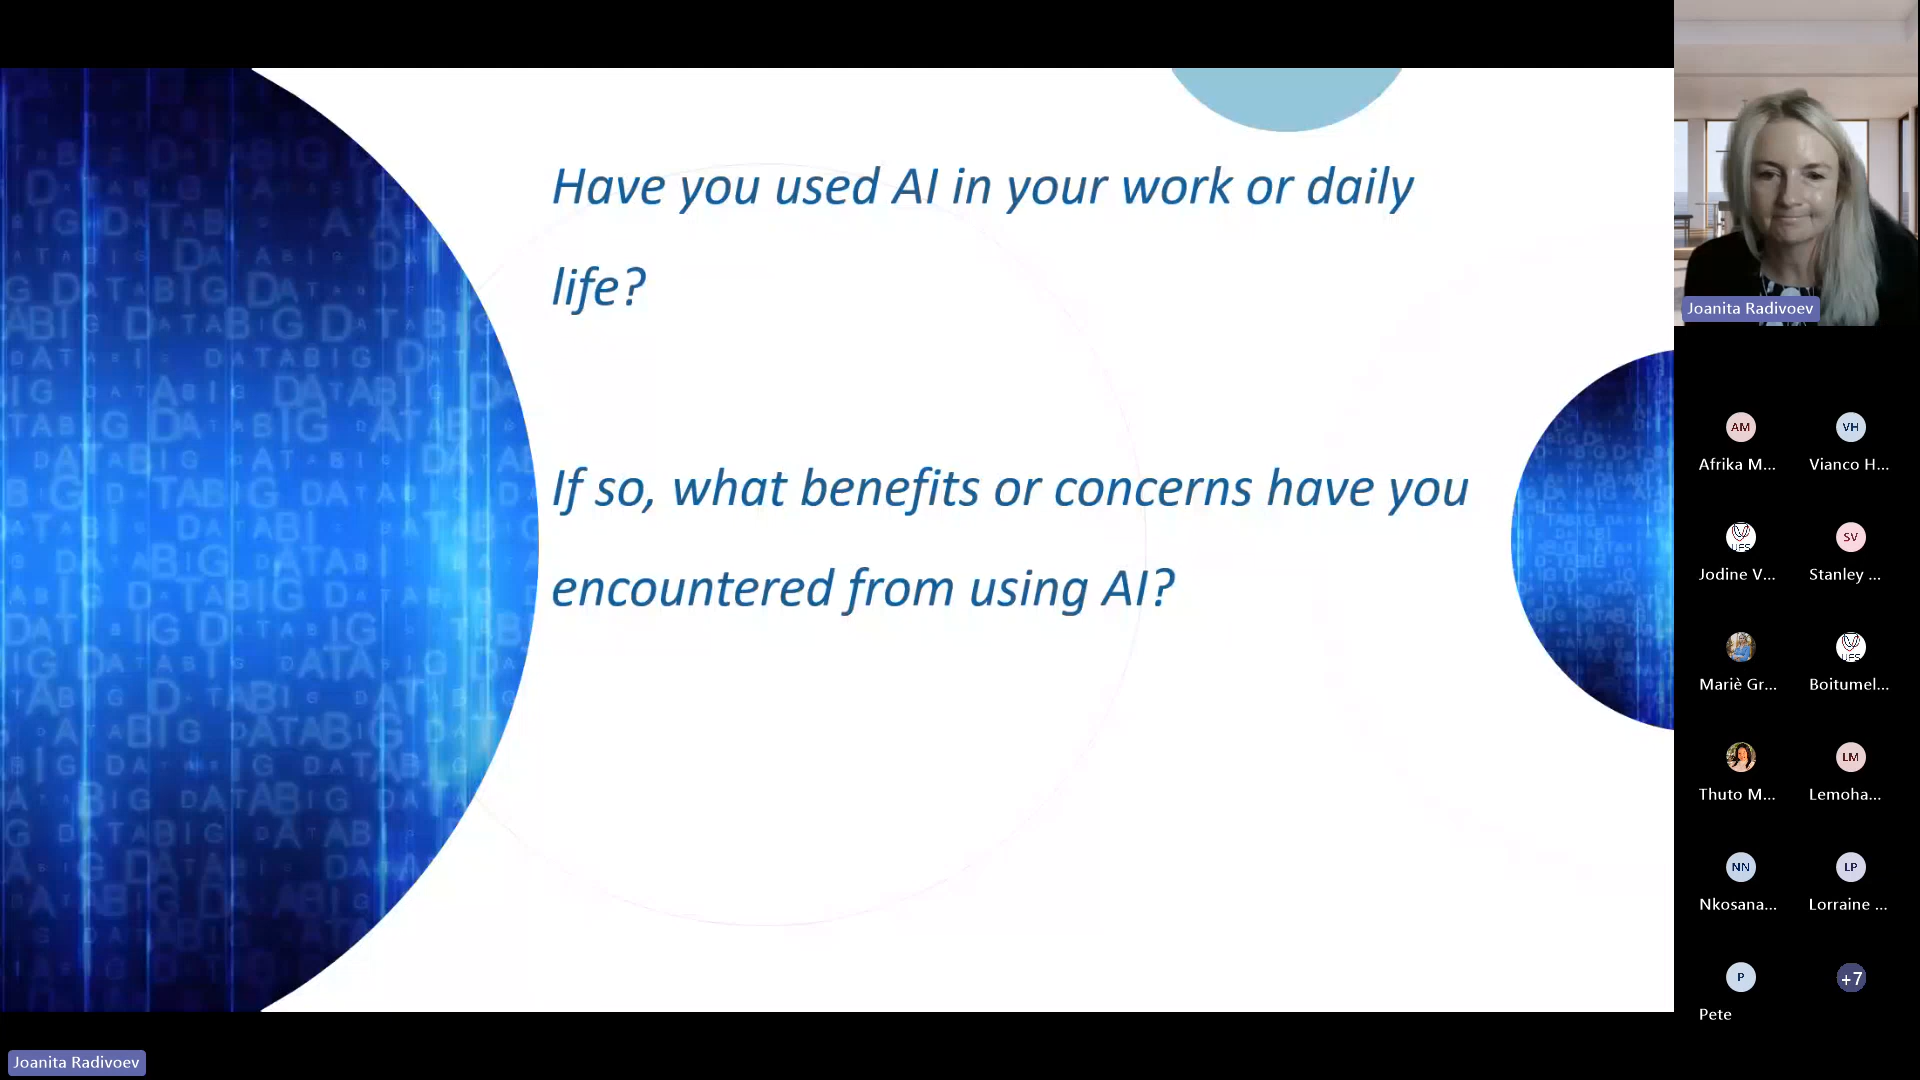 Have you used AI in your work or daily
life?
If so, what benefits or concerns have you
encountered from using AI?
Joanita Radivoev
AM
VH
Afrika M...
Vianco H...
UFS
SV
Jodine V...
Stanley ...
UFS
Mariè Gr...
Boitumel...
LM
Thuto M...
Lemoha...
NN
LP
Nkosana...
Lorraine ...
P
+7
Pete
Joanita Radivoev